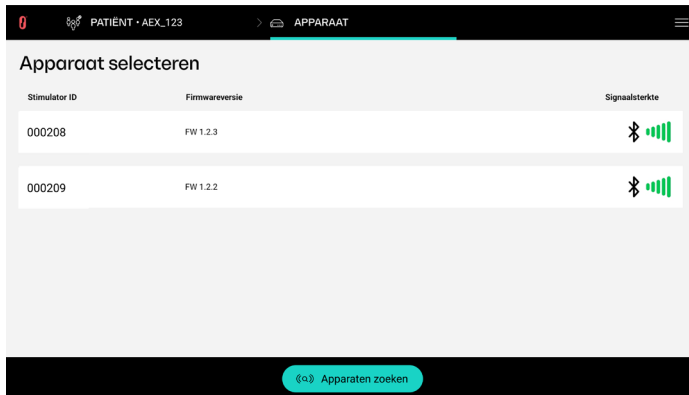 PATIËNT • AEX_123 > APPARAAT
Apparaat selecteren
Stimulator ID Firmwareversie Signaalsterkte
000208 FW 1.2.3
000209 FW 1.2.2
Apparaten zoeken